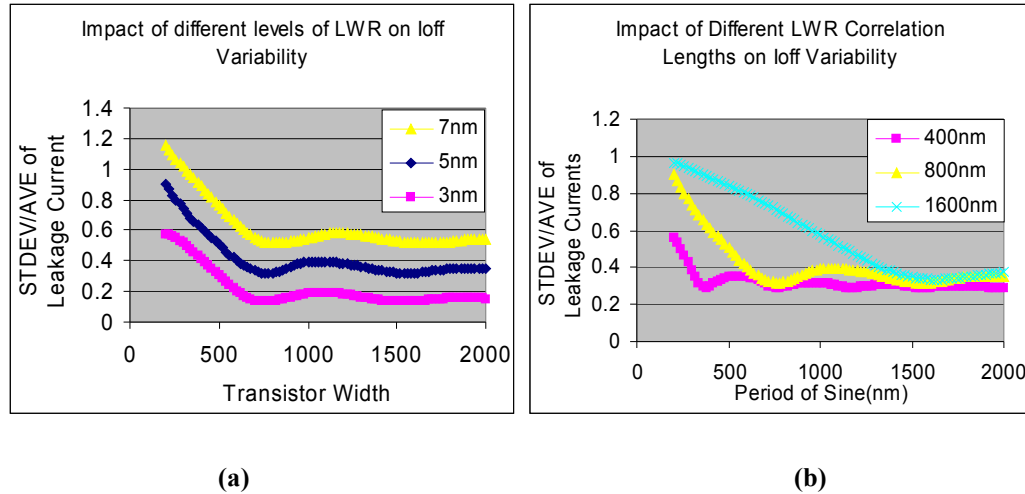 Impact of different levels of LWR on Ioff
Variability
STDEV/AVE of
Leakage Current
1.4
1.2
1
0.8
0.6
0.4
0.2
0
7nm
5nm
3nm
0
500
1000
1500
2000
Transistor Width
(a)
Impact of Different LWR Correlation
Lengths on Ioff Variability
STDEV/AVE of
Leakage Currents
1.2
1
0.8
0.6
0.4
0.2
0
400nm
800nm
1600nm
0
500
1000
1500
2000
Period of Sine(nm)
(b)